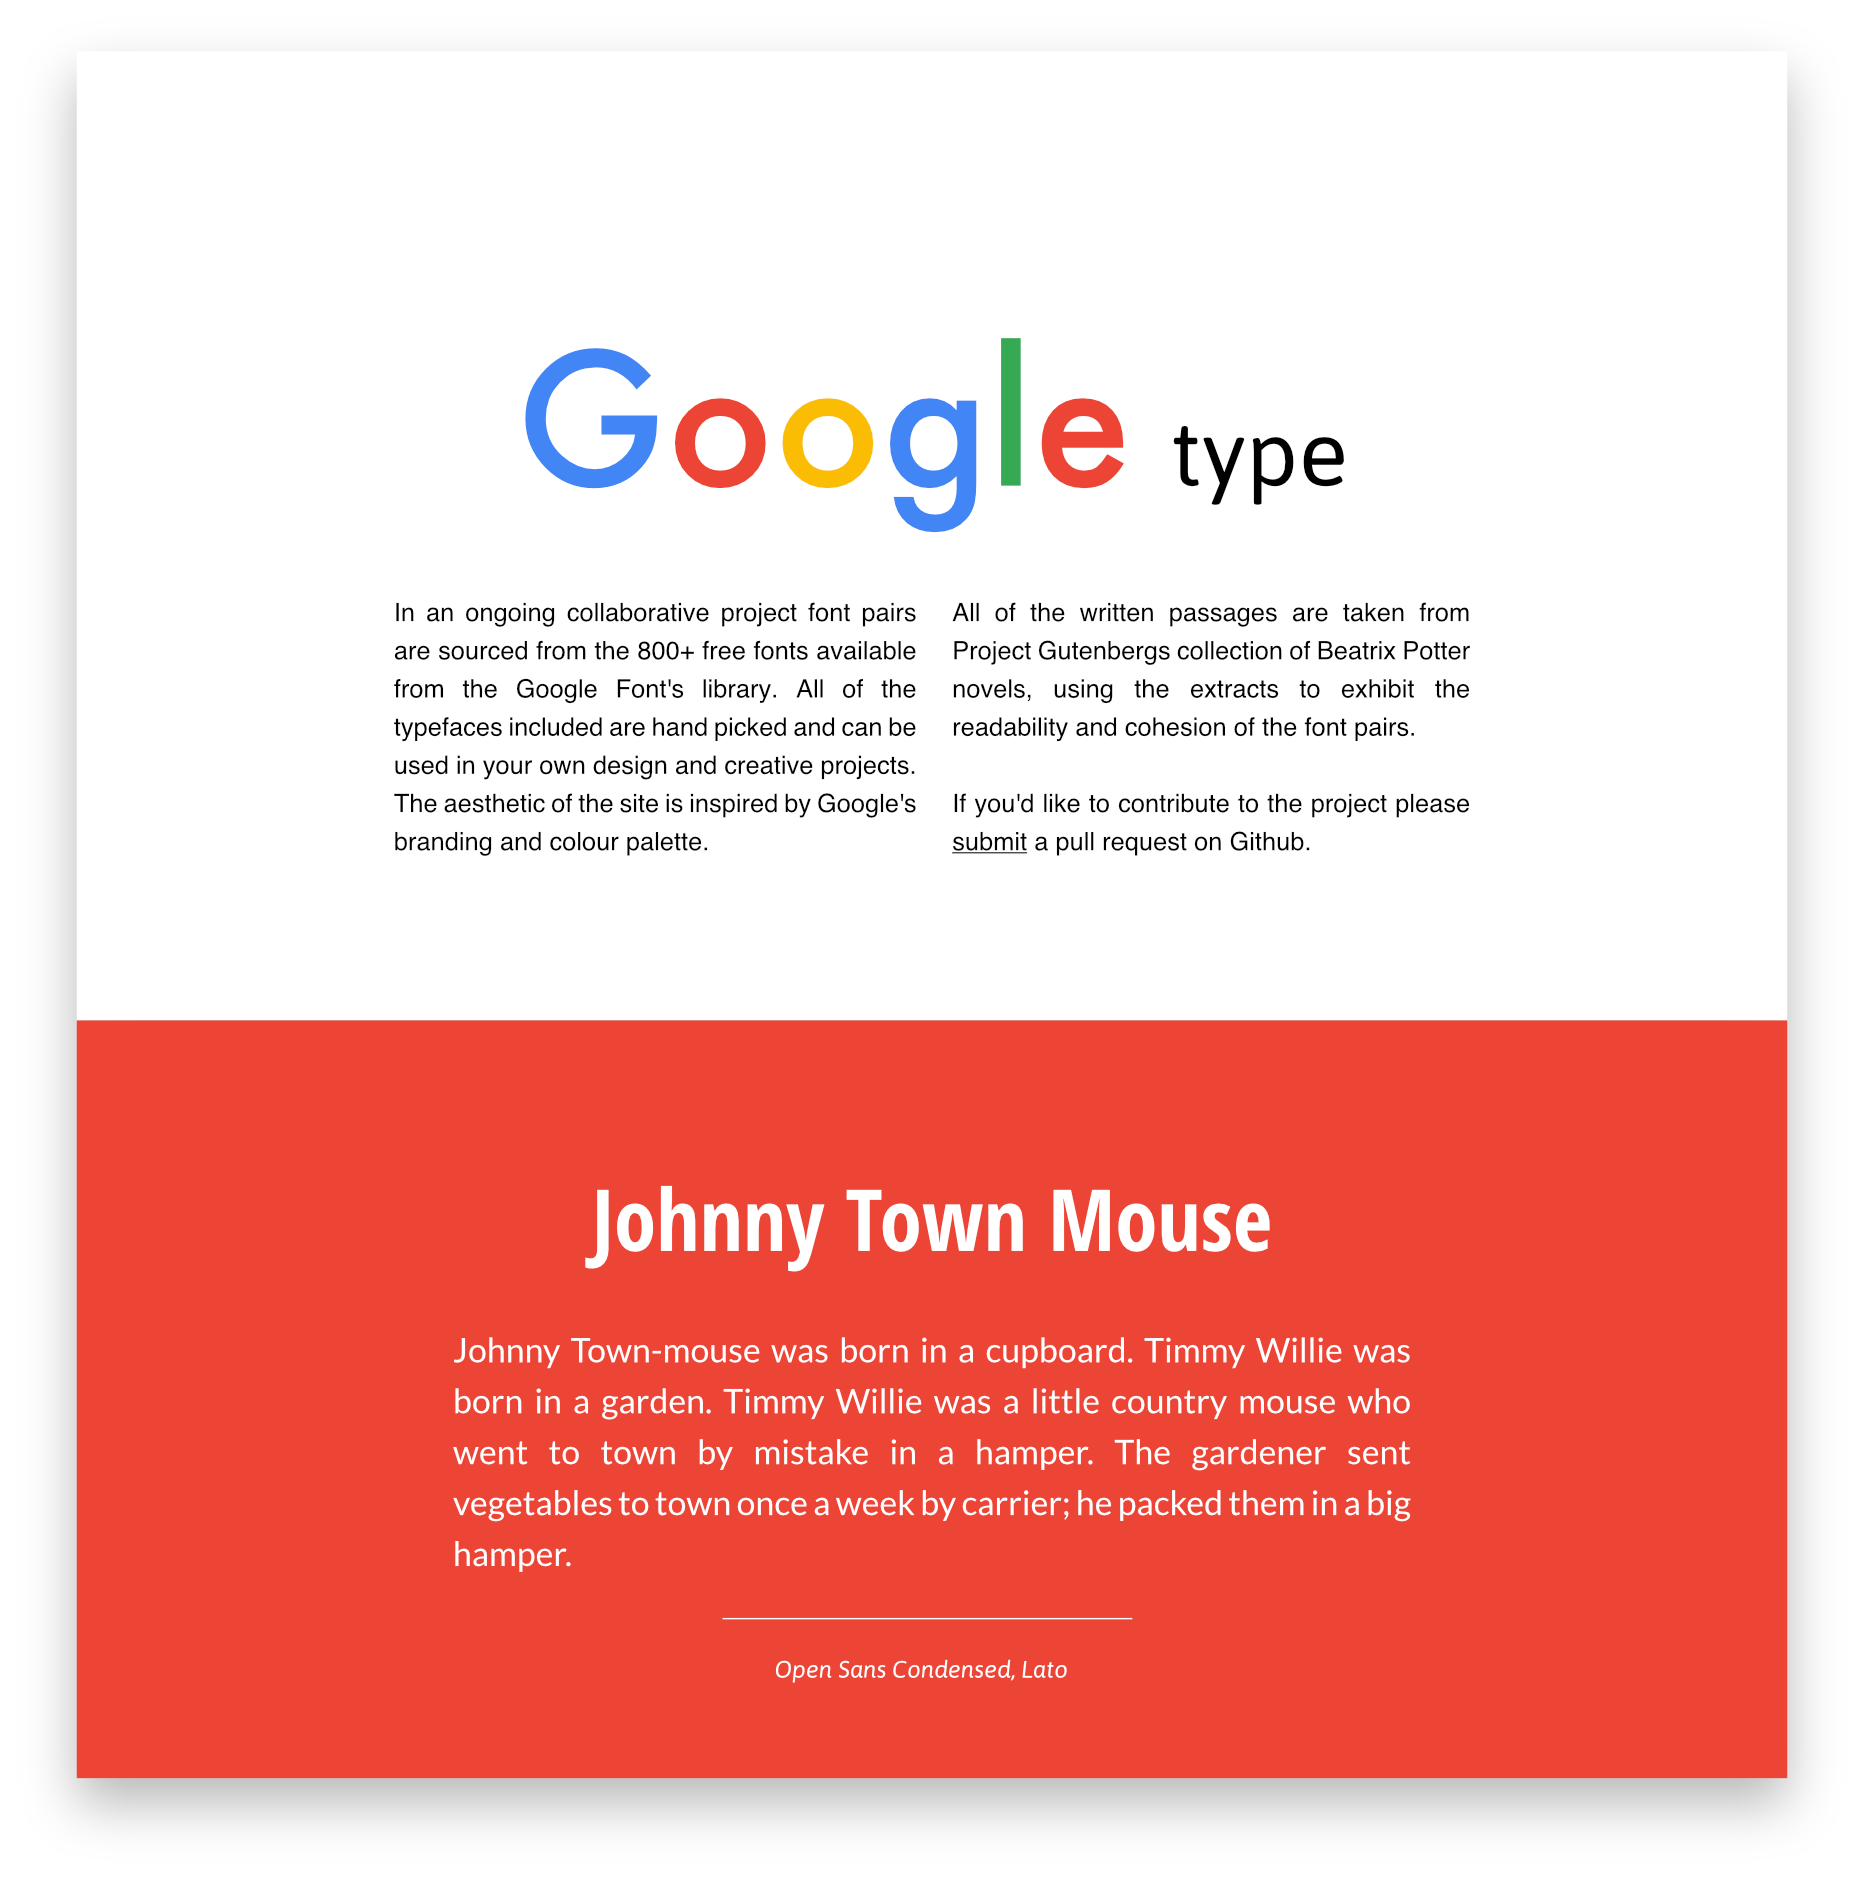 Google type
In an ongoing collaborative project font pairs
are sourced from the 800+ free fonts available
from the Google Font's library. All of the
typefaces included are hand picked and can be
used in your own design and creative projects.
The aesthetic of the site is inspired by Google's
branding and colour palette.
All of the written passages are taken from
Project Gutenbergs collection of Beatrix Potter
novels, using the extracts to exhibit the
readability and cohesion of the font pairs.
If you'd like to contribute to the project please
submit a pull request on Github.
Johnny Town Mouse
Johnny Town-mouse was born in a cupboard. Timmy Willie was
born in a garden. Timmy Willie was a little country mouse who
went to town by mistake in a hamper. The gardener sent
vegetables to town once a week by carrier; he packed them in a big
hamper.
Open Sans Condensed, Lato